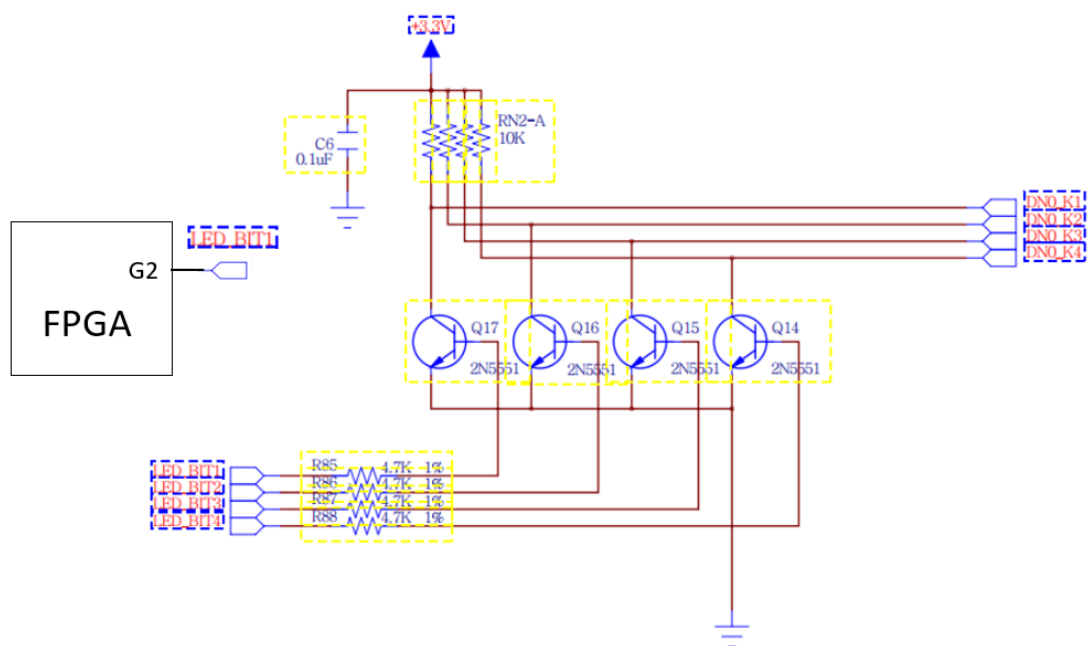 +3.3V
RN2-A
10K
C6
0.1uF
DN0_K1
DN0_K2
DN0_K3
DN0_K4
LED_BIT1
G2
FPGA
Q17
2N5551
Q16
2N5551
Q15
2N5551
Q14
2N5551
LED_BIT1
R85 4.7K 1%
LED_BIT2
R86 4.7K 1%
LED_BIT3
R87 4.7K 1%
LED_BIT4
R88 4.7K 1%